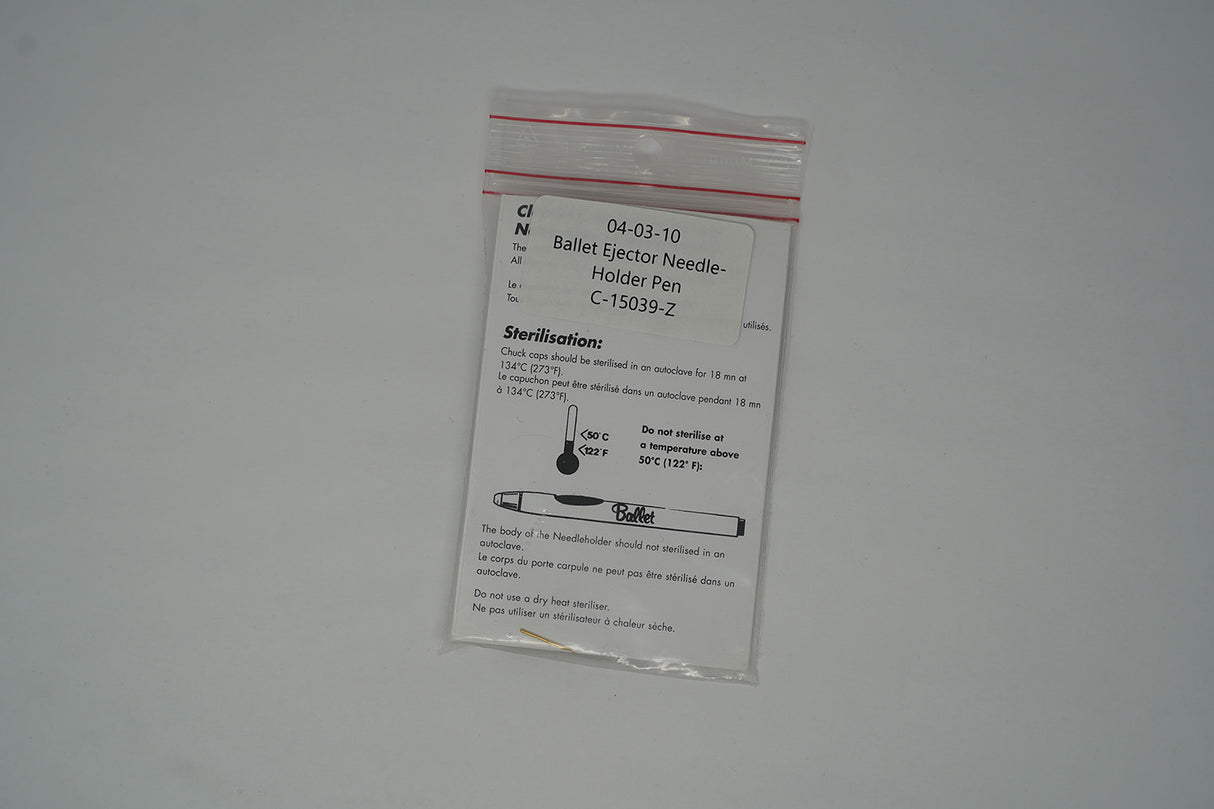 04-03-10
Ballet Ejector Needle-
Holder Pen
C-15039-Z
Cl
N
The
All
Le
Tou
utilisés.
Sterilisation:
Chuck caps should be sterilised in an autoclave for 18 mn at
134°C (273°F).
Le capuchon peut être stérilisé dans un autoclave pendant 18 mn
à 134°C (273°F).
<50°C
<122°F
Do not sterilise at
a temperature above
50°C (122° F):
Ballet
The body of the Needleholder should not sterilised in an
autoclave.
Le corps du porte carpule ne peut pas être stérilisé dans un
autoclave.
Do not use a dry heat steriliser.
Ne pas utiliser un stérilisateur à chaleur sèche.